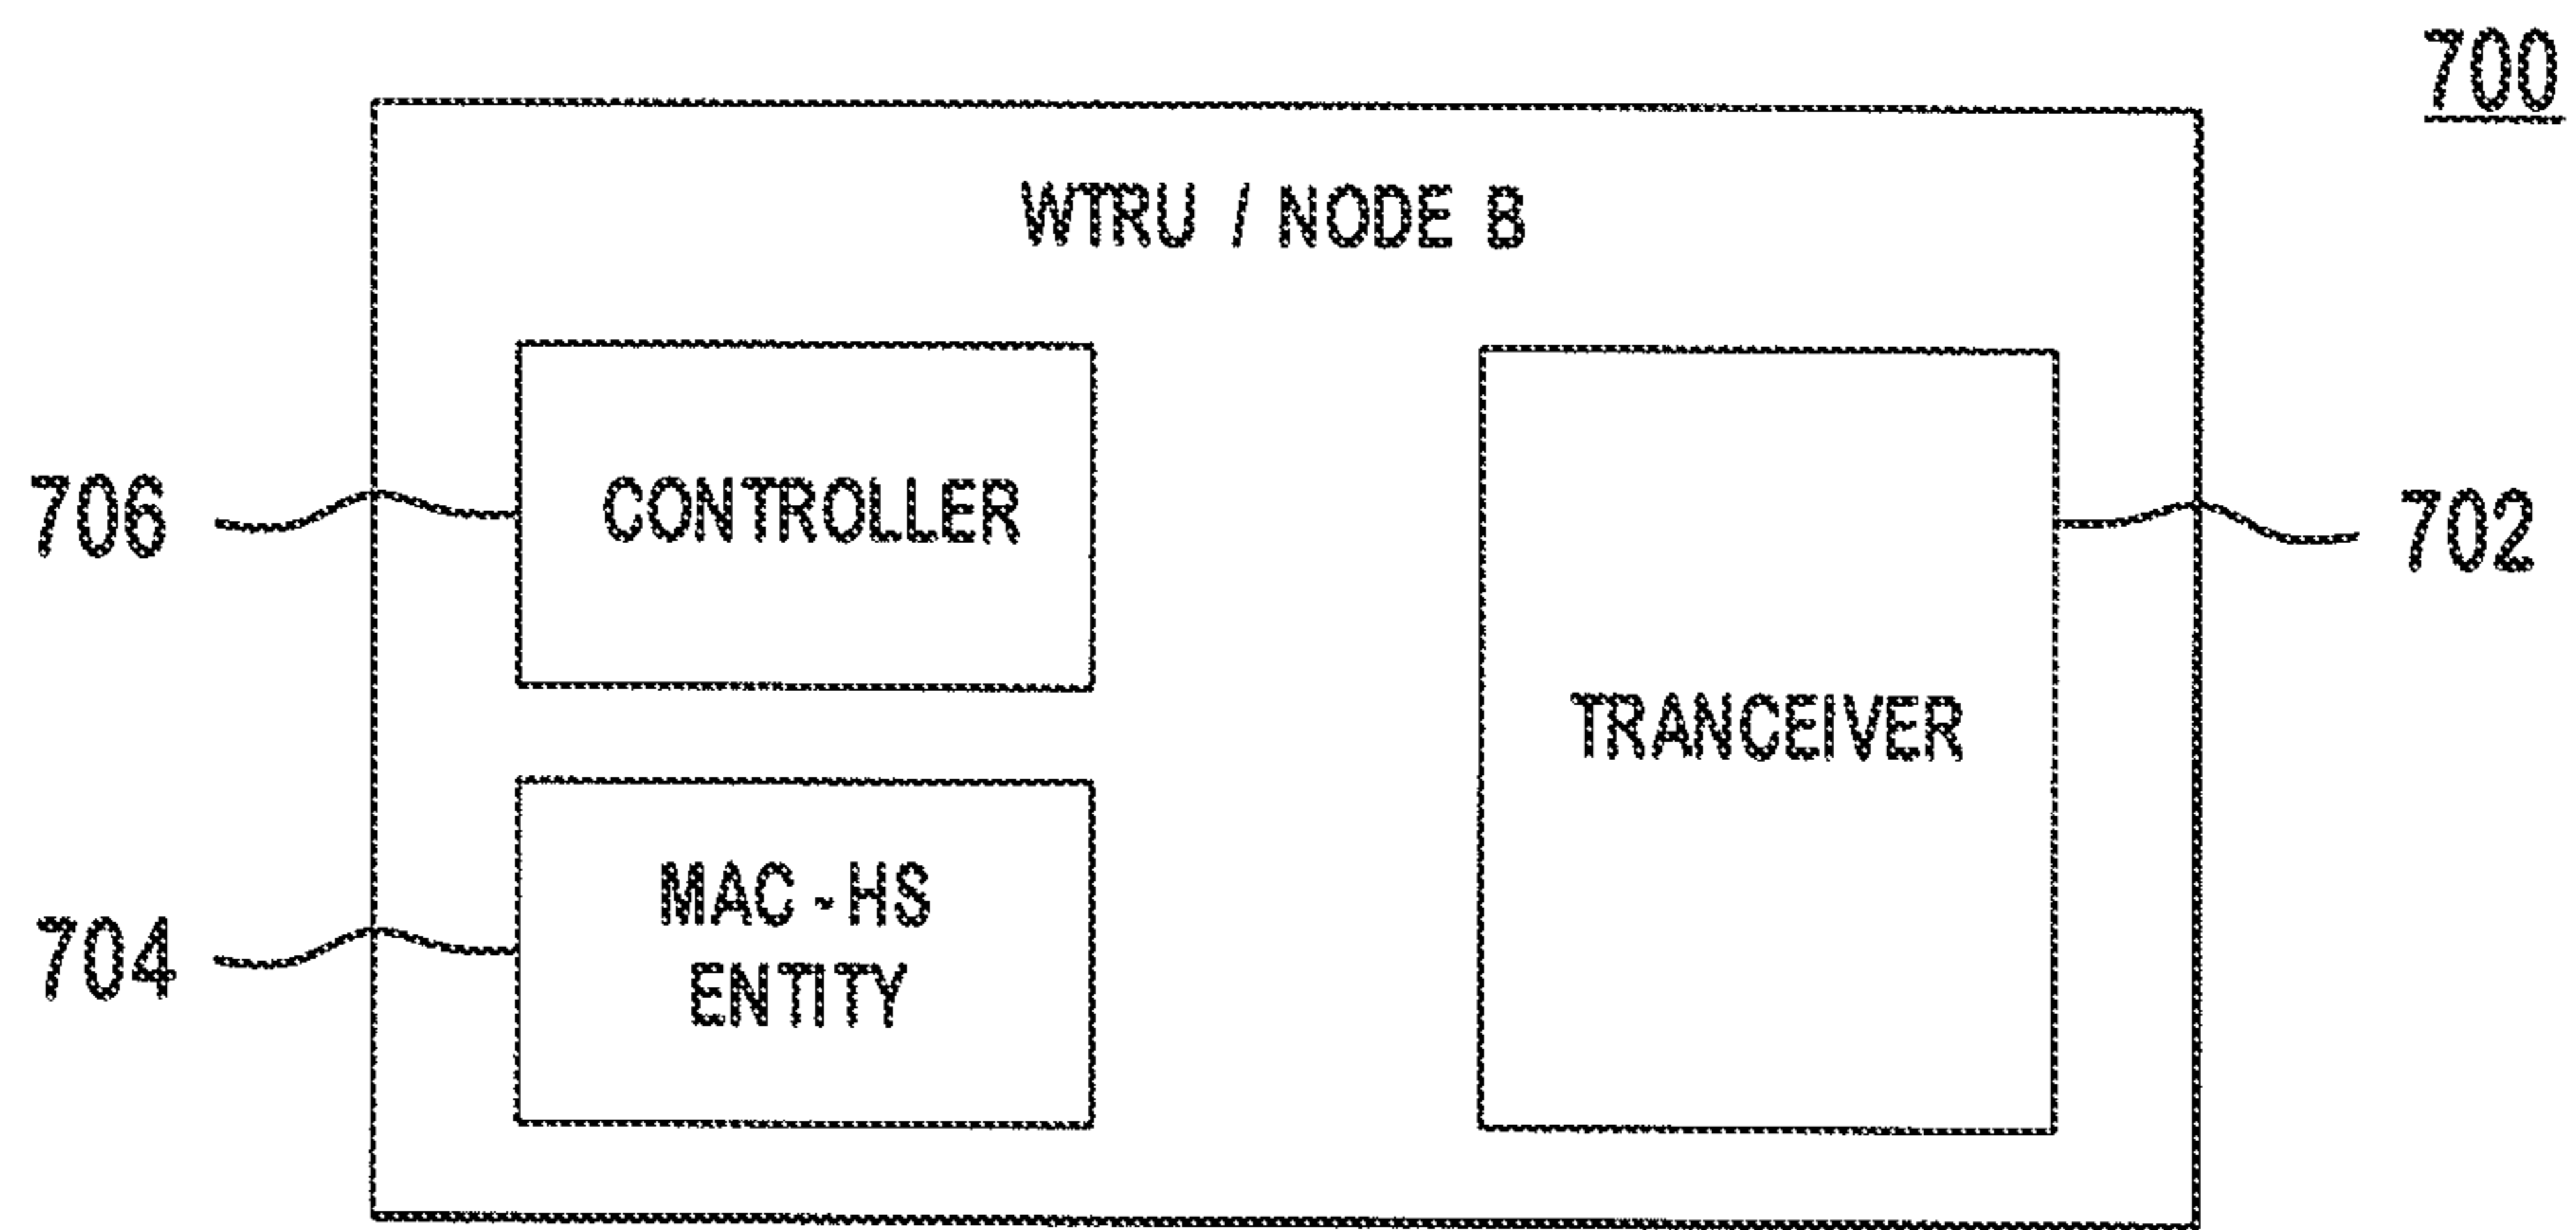 700
WTRU / NODE B
706
CONTROLLER
702
TRANCEIVER
704
MAC-HS
ENTITY